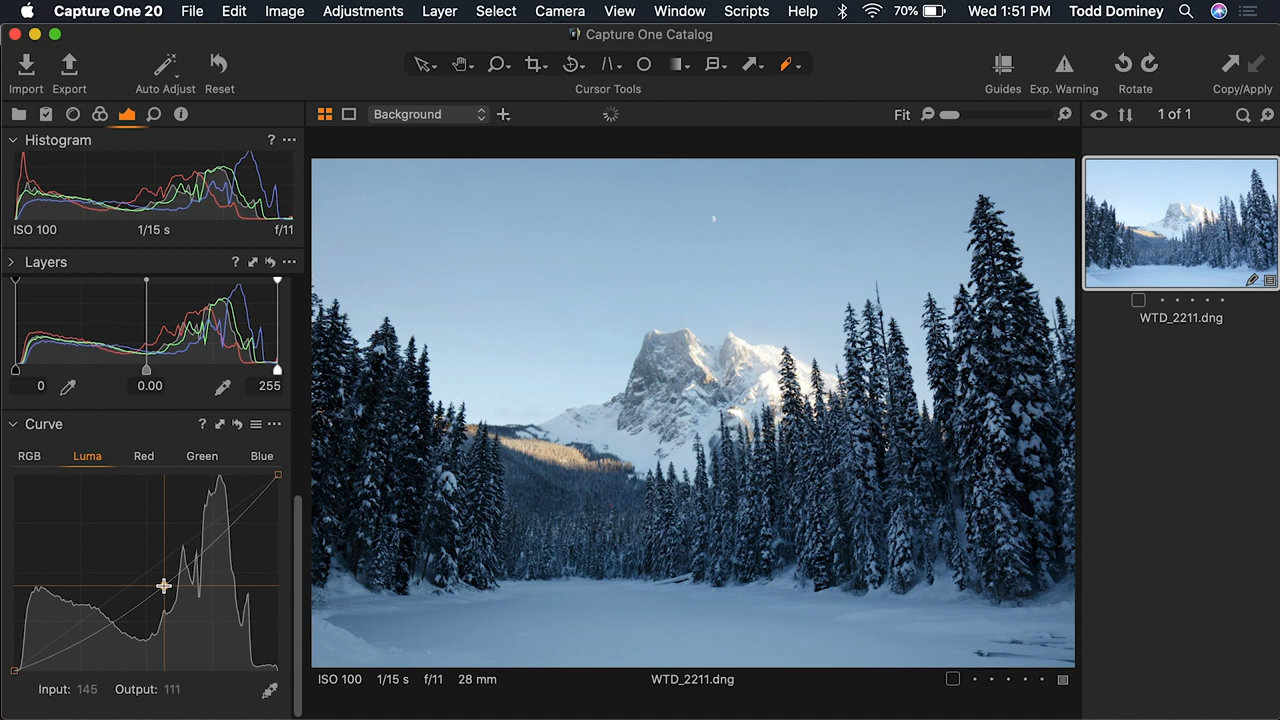 Capture One 20 File Edit Image Adjustments Layer Select Camera View Window Scripts Help 70% Wed 1:51 PM Todd Dominey
Capture One Catalog
Import Export Auto Adjust Reset Cursor Tools Guides Exp. Warning Rotate Copy/Apply
Background Fit 1 of 1
Histogram ?
ISO 100 1/15 s f/11
Layers ?
0 0.00 255
Curve ?
RGB Luma Red Green Blue
Input: 145 Output: 111
ISO 100 1/15 s f/11 28 mm WTD_2211.dng
WTD_2211.dng